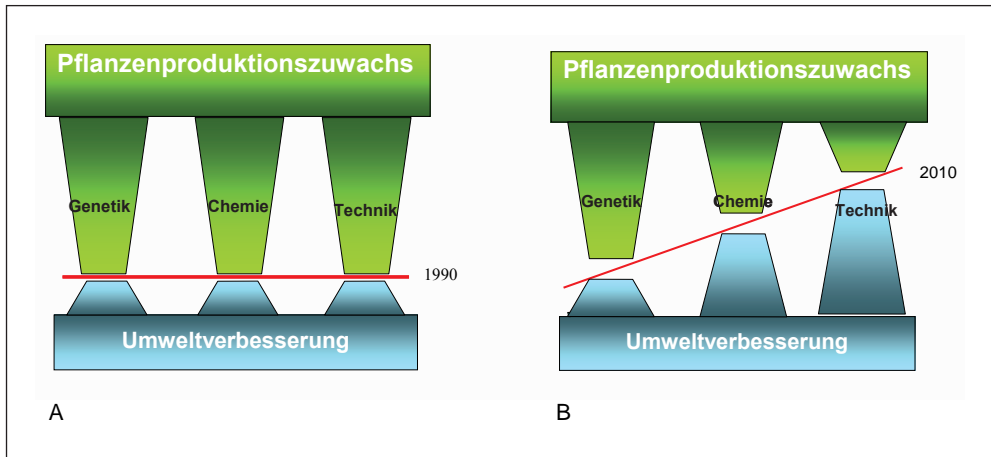 Pflanzenproduktionszuwachs
Genetik Chemie Technik
1990
Umweltverbesserung
A
Pflanzenproduktionszuwachs
2010
Genetik Chemie Technik
Umweltverbesserung
B